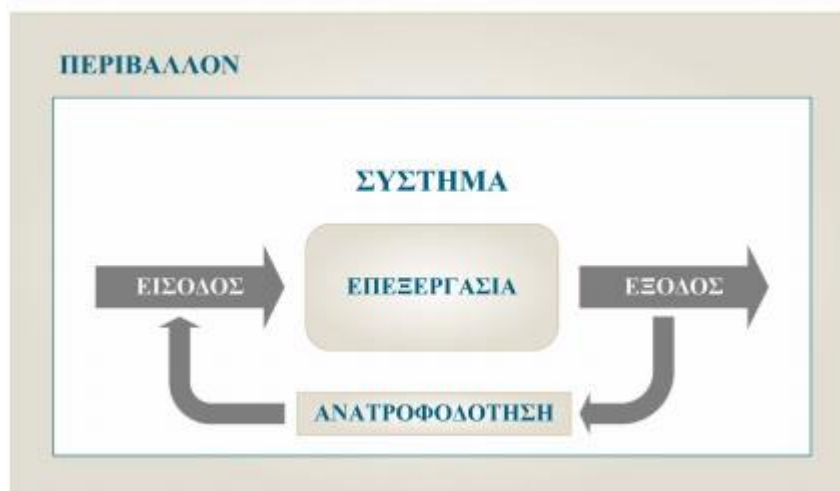 ΠΕΡΙΒΑΛΛΟΝ
ΣΥΣΤΗΜΑ
ΕΙΣΟΔΟΣ
ΕΠΕΞΕΡΓΑΣΙΑ
ΕΞΟΔΟΣ
ΑΝΑΤΡΟΦΟΔΟΤΗΣΗ